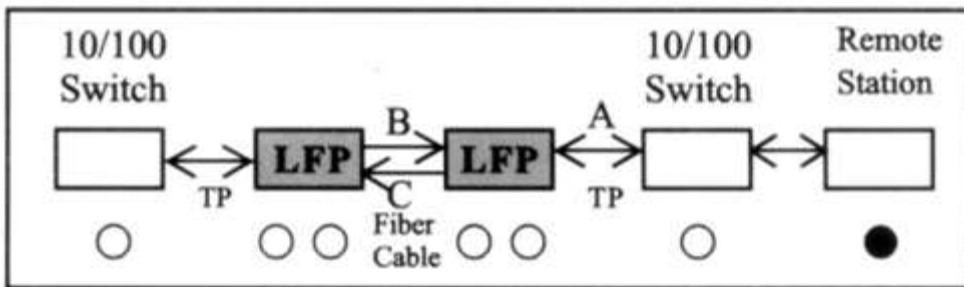 10/100
Switch
10/100
Switch
Remote
Station
B
A
LFP
LFP
TP
C
TP
Fiber
Cable